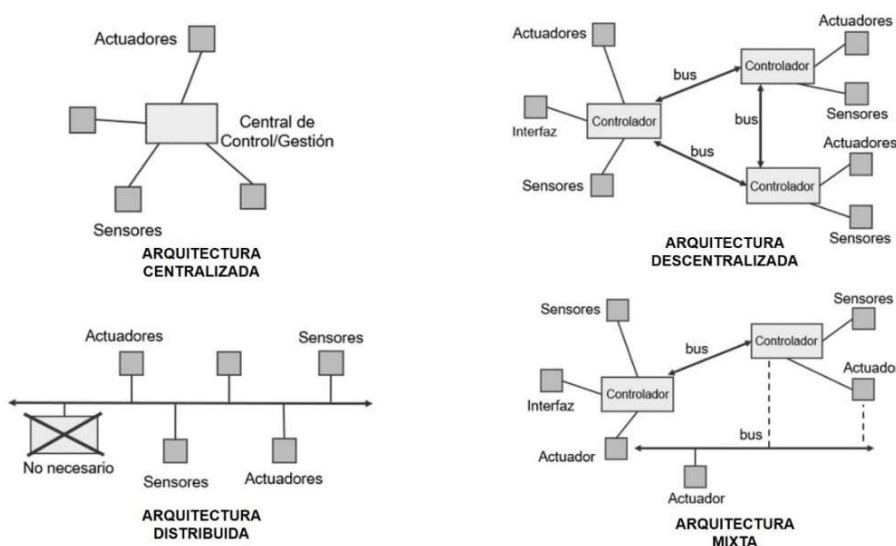 Actuadores
Central de
Control/Gestión
Sensores
ARQUITECTURA
CENTRALIZADA
Actuadores
Interfaz
Sensores
Controlador
bus
bus
bus
Controlador
Controlador
Actuadores
Sensores
Actuadores
Sensores
ARQUITECTURA
DESCENTRALIZADA
Actuadores
Sensores
No necesario
Sensores
Actuadores
ARQUITECTURA
DISTRIBUIDA
Sensores
Interfaz
Controlador
Actuador
bus
Controlador
Sensores
Actuador
bus
Actuador
ARQUITECTURA
MIXTA